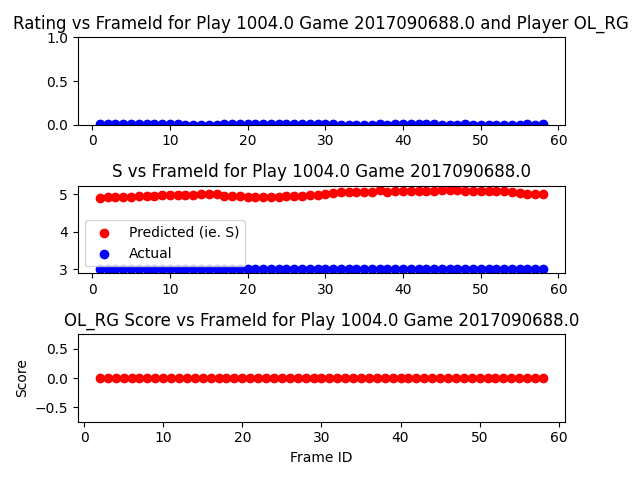 Rating vs FrameId for Play 1004.0 Game 2017090688.0 and Player OL_RG
1.0
0.5
0.0
0 10 20 30 40 50 60
S vs FrameId for Play 1004.0 Game 2017090688.0
5
4
3
Predicted (ie. S)
Actual
0 10 20 30 40 50 60
OL_RG Score vs FrameId for Play 1004.0 Game 2017090688.0
Score
0.5
0.0
−0.5
0 10 20 30 40 50 60
Frame ID